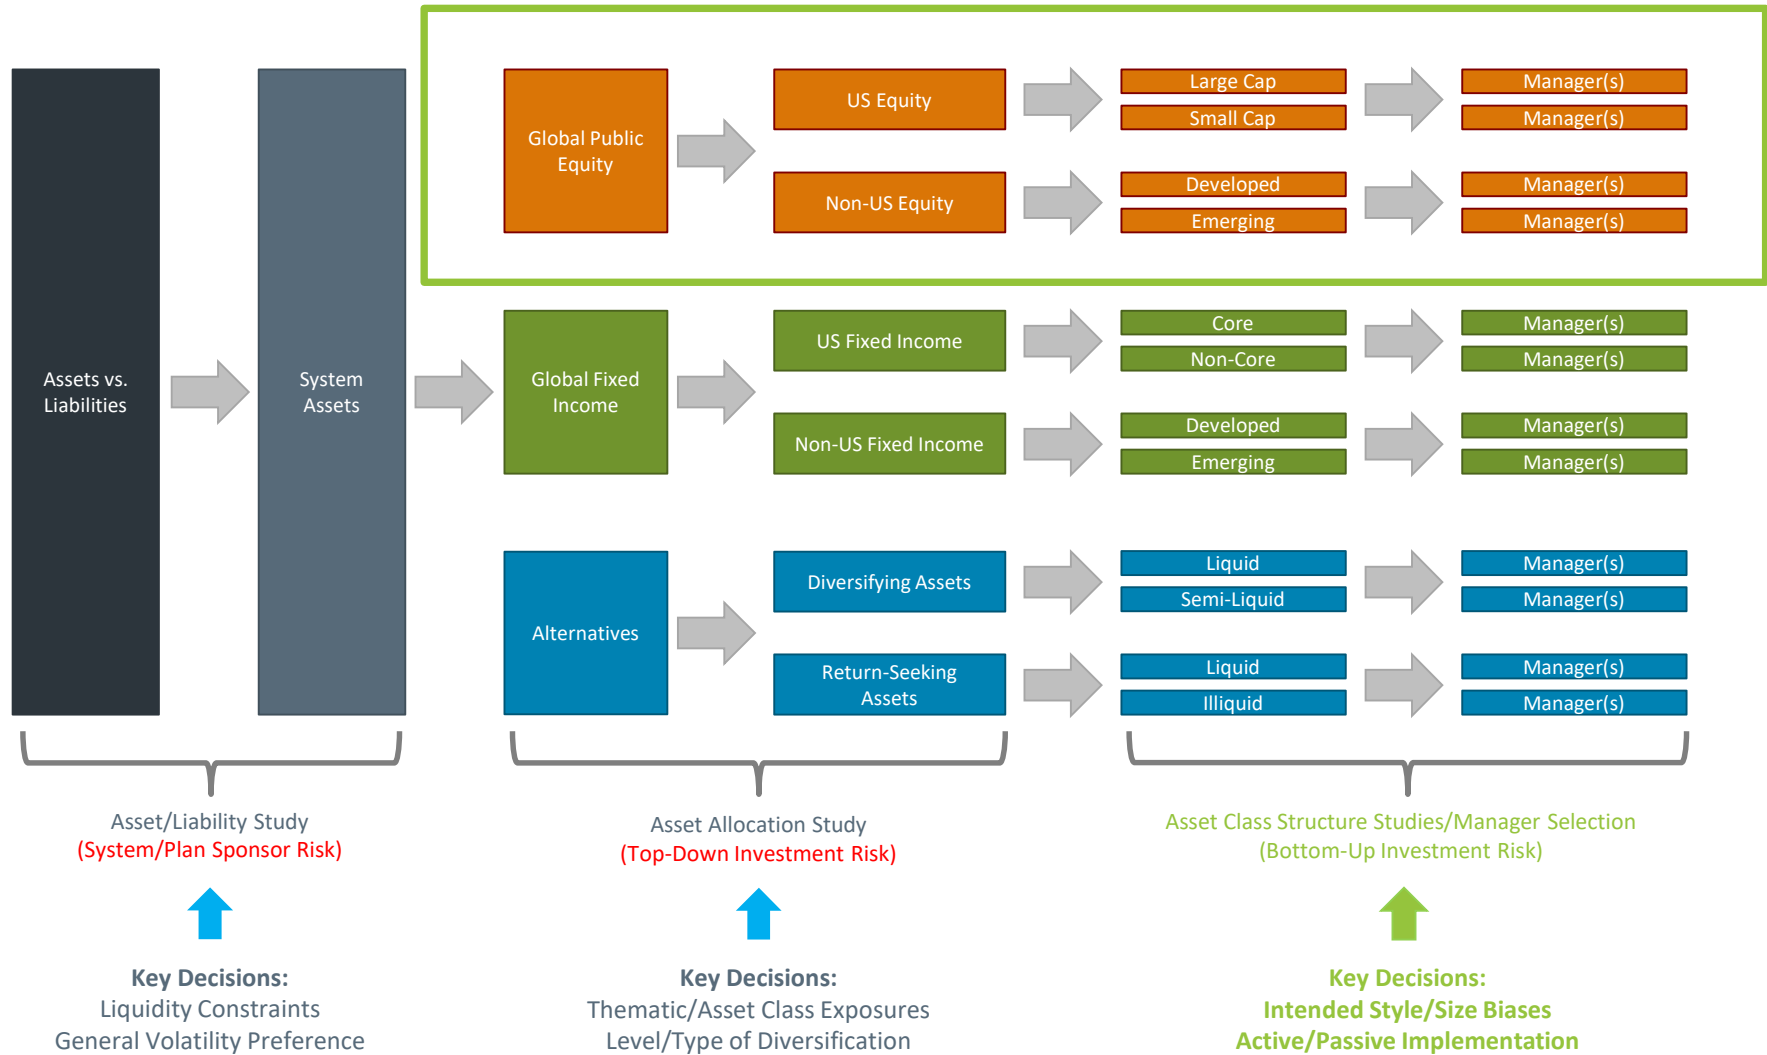 Assets vs.
Liabilities
System
Assets
Global Public
Equity
US Equity
Large Cap
Manager(s)
Small Cap
Manager(s)
Non-US Equity
Developed
Manager(s)
Emerging
Manager(s)
Global Fixed
Income
US Fixed Income
Core
Manager(s)
Non-Core
Manager(s)
Non-US Fixed Income
Developed
Manager(s)
Emerging
Manager(s)
Alternatives
Diversifying Assets
Liquid
Manager(s)
Semi-Liquid
Manager(s)
Return-Seeking
Assets
Liquid
Manager(s)
Illiquid
Manager(s)
Asset/Liability Study
(System/Plan Sponsor Risk)
Asset Allocation Study
(Top-Down Investment Risk)
Asset Class Structure Studies/Manager Selection
(Bottom-Up Investment Risk)
Key Decisions:
Liquidity Constraints
General Volatility Preference
Key Decisions:
Thematic/Asset Class Exposures
Level/Type of Diversification
Key Decisions:
Intended Style/Size Biases
Active/Passive Implementation